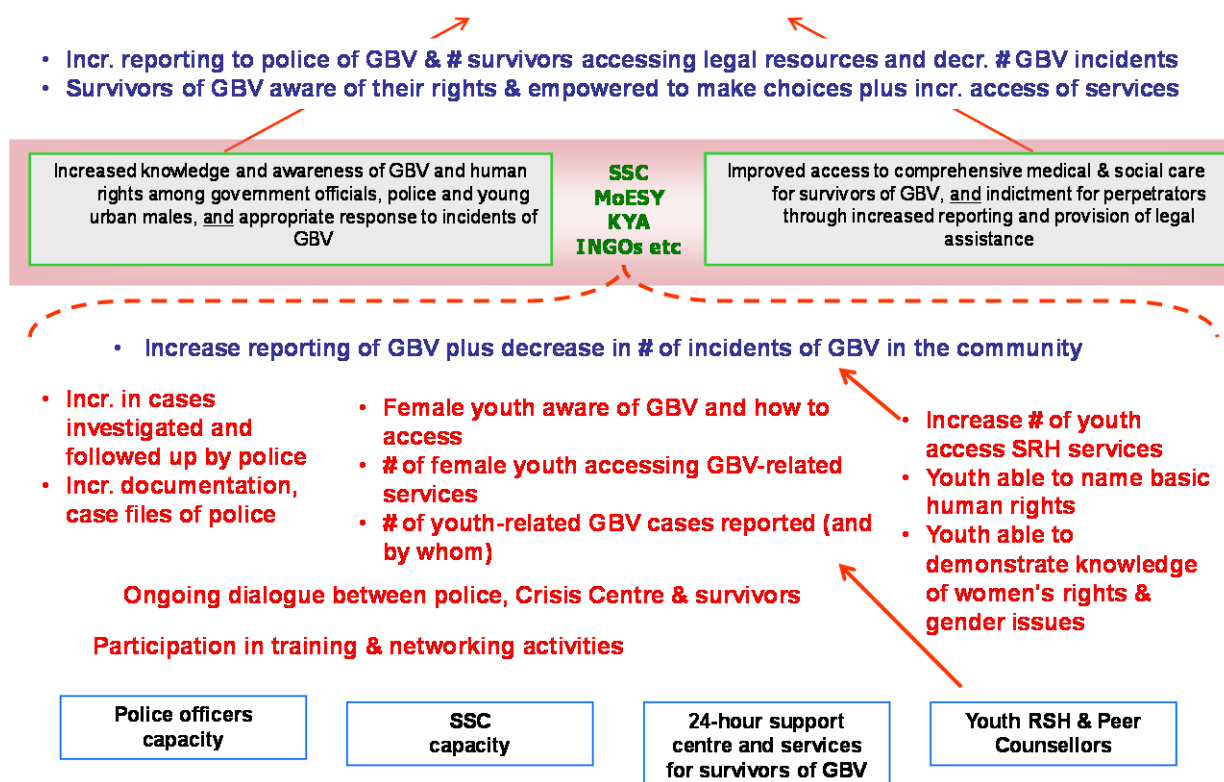 • Incr. reporting to police of GBV & # survivors accessing legal resources and decr. # GBV incidents
• Survivors of GBV aware of their rights & empowered to make choices plus incr. access of services
Increased knowledge and awareness of GBV and human
rights among government officials, police and young
urban males, and appropriate response to incidents of
GBV
SSC
MoESY
KYA
INGOs etc
Improved access to comprehensive medical & social care
for survivors of GBV, and indictment for perpetrators
through increased reporting and provision of legal
assistance
• Increase reporting of GBV plus decrease in # of incidents of GBV in the community
• Incr. in cases
investigated and
followed up by police
• Incr. documentation,
case files of police
• Female youth aware of GBV and how to
access
• # of female youth accessing GBV-related
services
• # of youth-related GBV cases reported (and
by whom)
• Increase # of youth
access SRH services
• Youth able to name basic
human rights
• Youth able to
demonstrate knowledge
of women's rights &
gender issues
Ongoing dialogue between police, Crisis Centre & survivors
Participation in training & networking activities
Police officers
capacity
SSC
capacity
24-hour support
centre and services
for survivors of GBV
Youth RSH & Peer
Counsellors